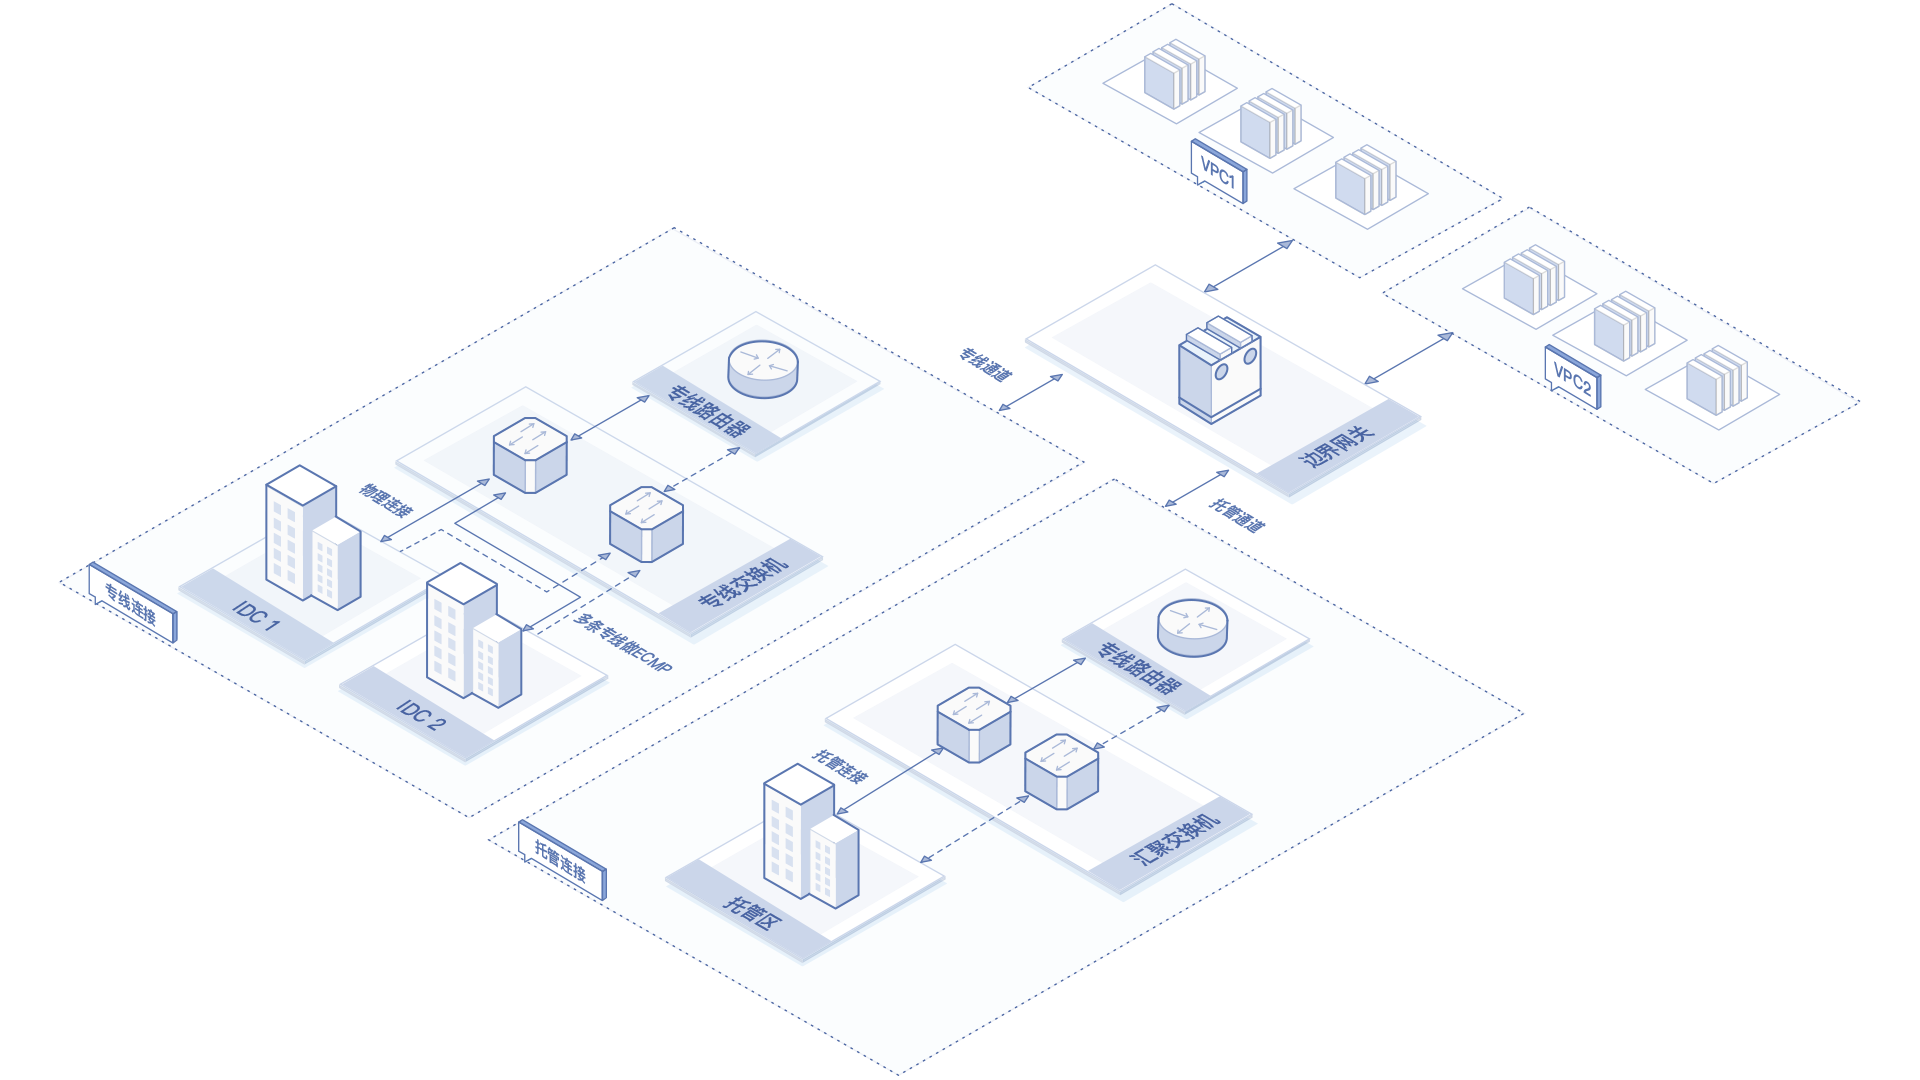 VPC1
VPC2
专线通道
边界网关
托管通道
专线路由器
物理连接
专线交换机
专线连接
IDC 1
多条专线做ECMP
IDC 2
专线路由器
托管连接
汇聚交换机
托管连接
托管区